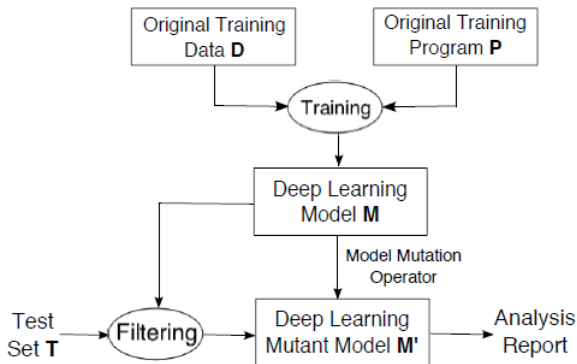 Original Training
Data D
Original Training
Program P
Training
Deep Learning
Model M
Model Mutation
Operator
Test
Set T
Filtering
Deep Learning
Mutant Model M'
Analysis
Report